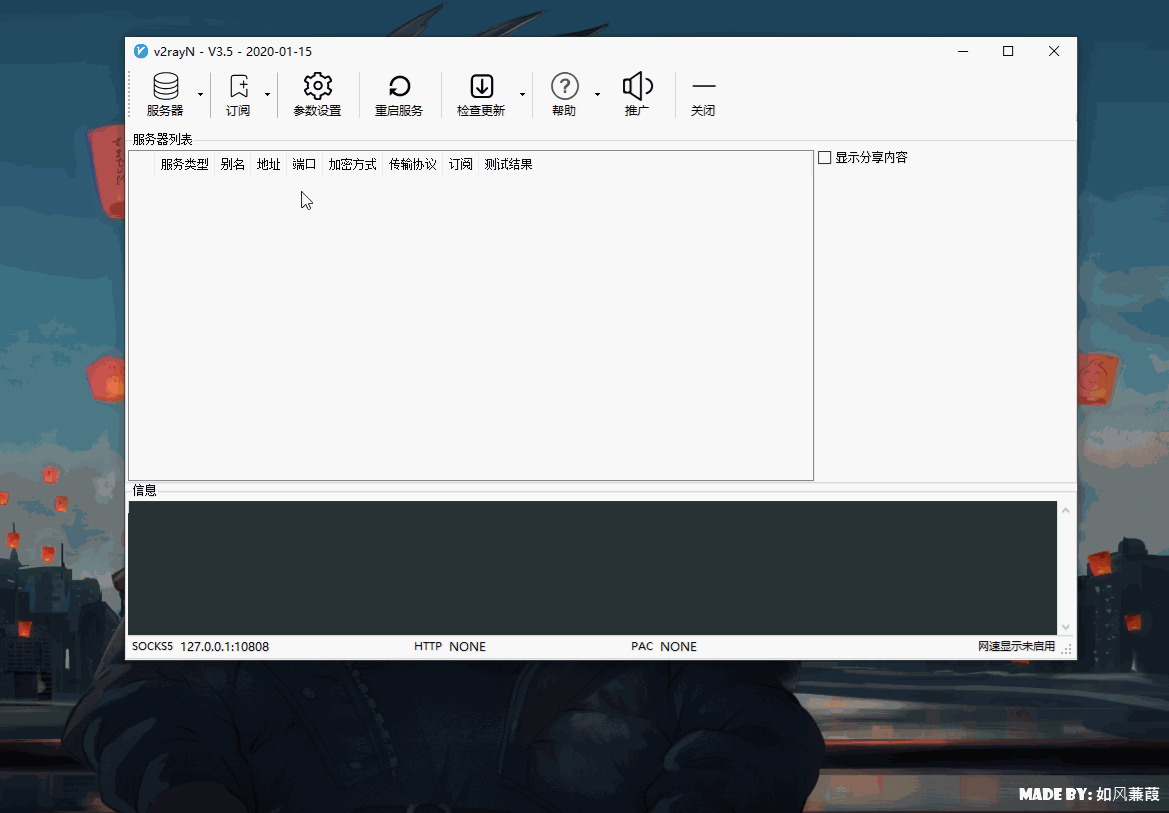 v2rayN - V3.5 - 2020-01-15
服务器 订阅 参数设置 重启服务 检查更新 帮助 推广 关闭
服务器列表
服务类型 别名 地址 端口 加密方式 传输协议 订阅 测试结果
显示分享内容
信息
SOCKS5 127.0.0.1:10808 HTTP NONE PAC NONE 网速显示未启用
MADE BY: 如风蒹葭